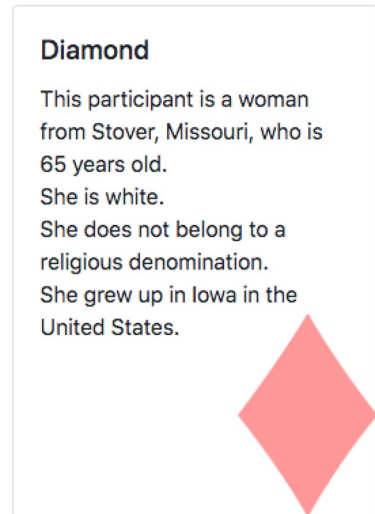 Diamond
This participant is a woman
from Stover, Missouri, who is
65 years old.
She is white.
She does not belong to a
religious denomination.
She grew up in Iowa in the
United States.